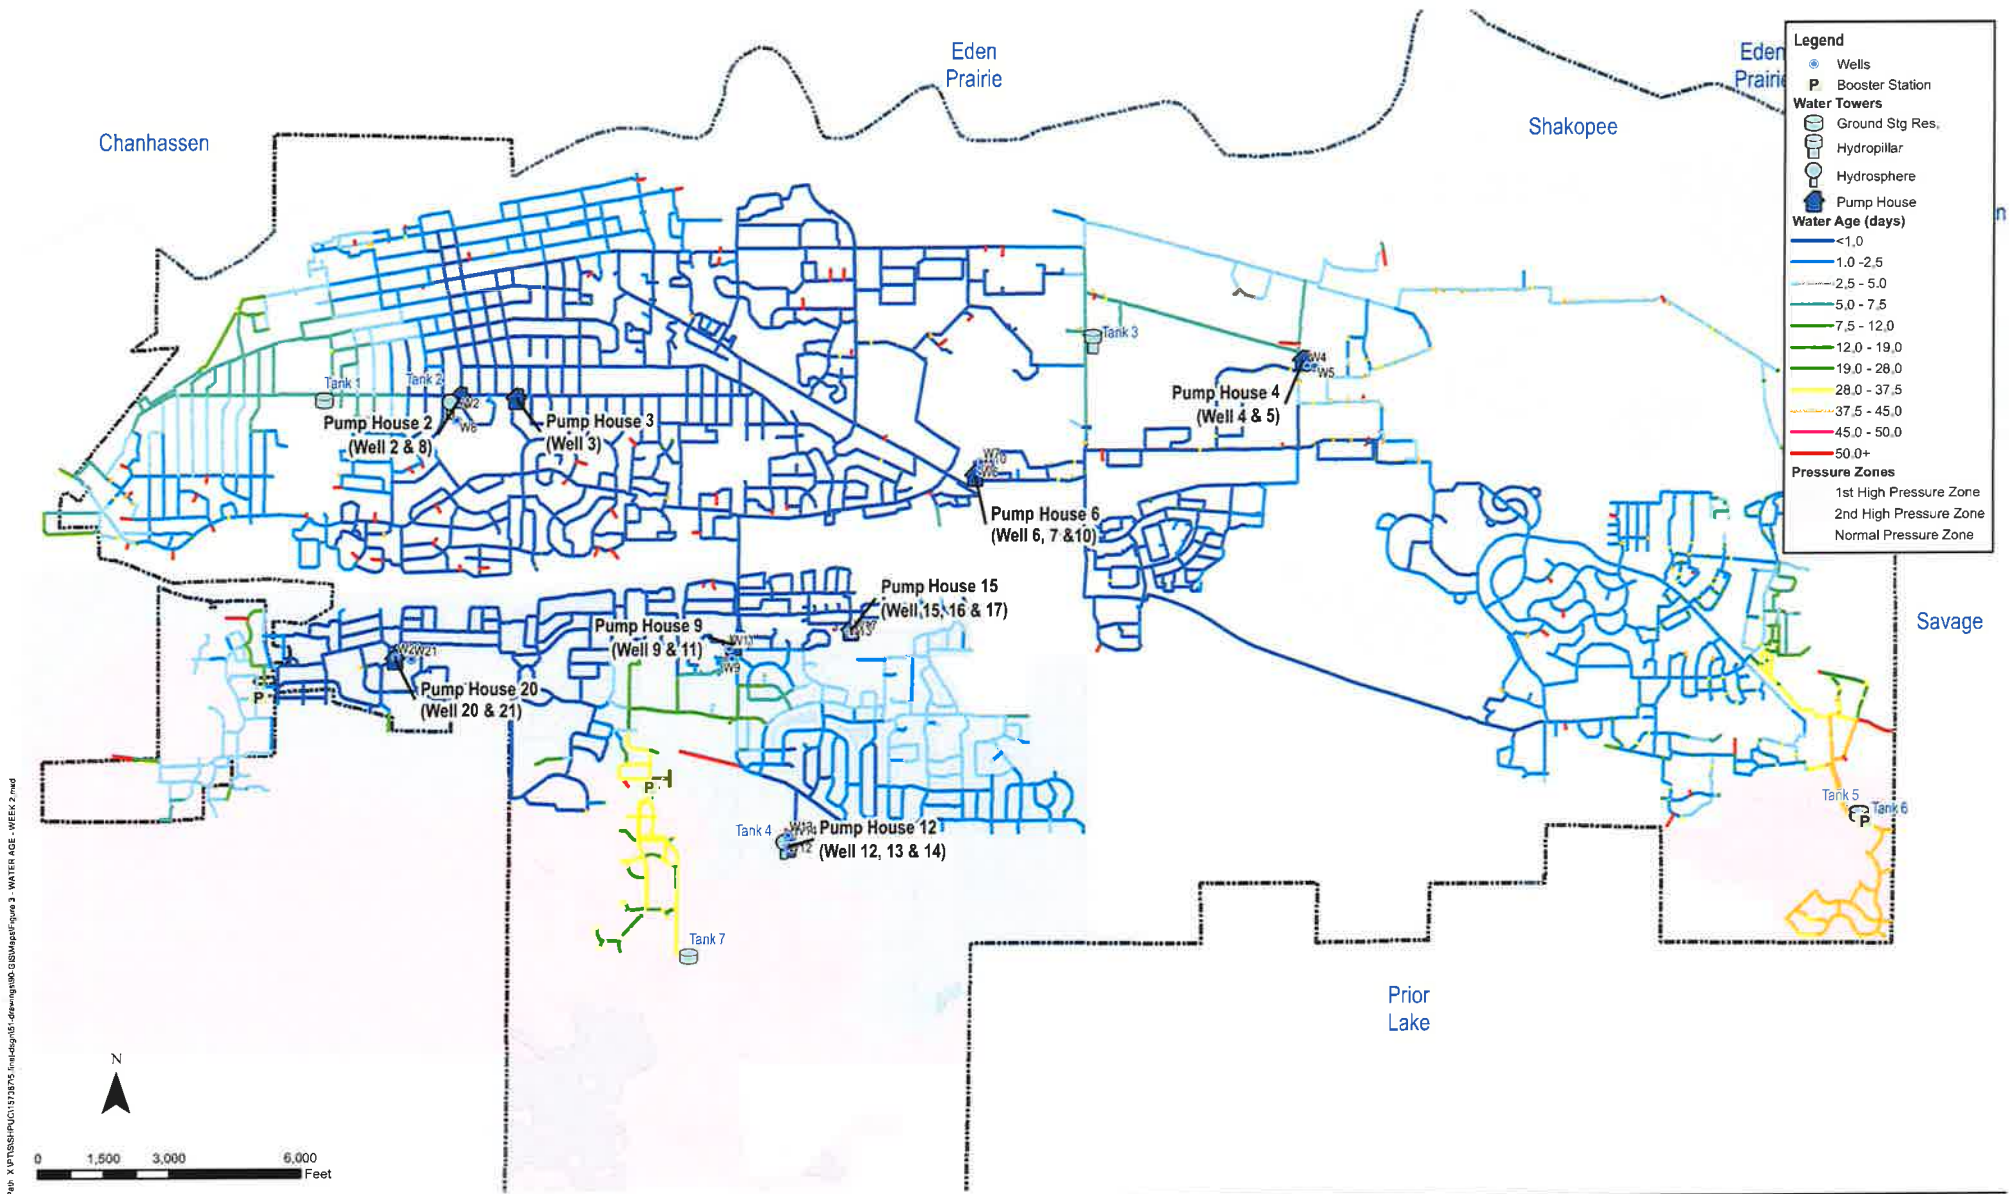 Eden
Prairie
Eden
Prairie
Chanhassen
Shakopee
Legend
Wells
P Booster Station
Water Towers
Ground Stg Res.
Hydropillar
Hydrosphere
Pump House
Water Age (days)
<1.0
1.0 -2.5
2.5 - 5.0
5.0 - 7.5
7.5 - 12.0
12.0 - 19.0
19.0 - 28.0
28.0 - 37.5
37.5 - 45.0
45.0 - 50.0
50.0+
Pressure Zones
1st High Pressure Zone
2nd High Pressure Zone
Normal Pressure Zone
n
Tank 3
W4
W5
Pump House 4
(Well 4 & 5)
Tank 1
Tank 2
Pump House 2
(Well 2 & 8)
Pump House 3
(Well 3)
Pump House 6
(Well 6, 7 &10)
Pump House 15
(Well 15, 16 & 17)
Pump House 9
(Well 9 & 11)
W9
W21
Pump House 20
(Well 20 & 21)
P
Savage
P
Tank 4
Pump House 12
(Well 12, 13 & 14)
Tank 5
Tank 6
P
Tank 7
Prior
Lake
N
0 1,500 3,000 6,000
Feet